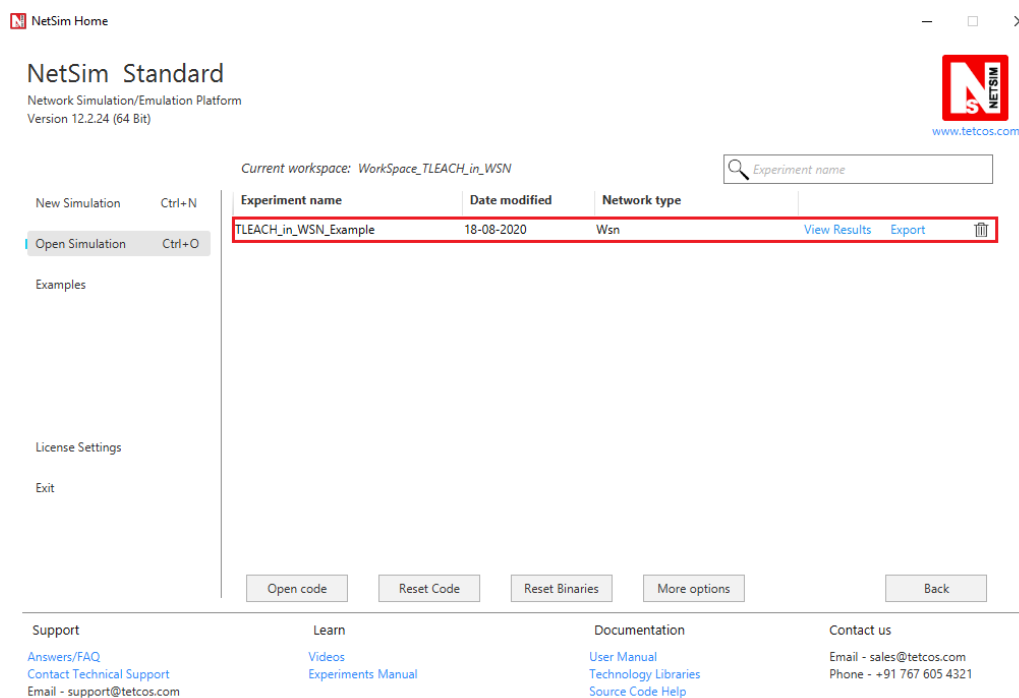 NetSim Home
NetSim Standard
Network Simulation/Emulation Platform
Version 12.2.24 (64 Bit)
NETSIM
www.tetcos.com
Current workspace: WorkSpace_TLEACH_in_WSN
Experiment name
New Simulation Ctrl+N
Open Simulation Ctrl+O
Examples
License Settings
Exit
Experiment name Date modified Network type
TLEACH_in_WSN_Example 18-08-2020 Wsn View Results Export
Open code Reset Code Reset Binaries More options Back
Support
Answers/FAQ
Contact Technical Support
Email - support@tetcos.com
Learn
Videos
Experiments Manual
Documentation
User Manual
Technology Libraries
Source Code Help
Contact us
Email - sales@tetcos.com
Phone - +91 767 605 4321